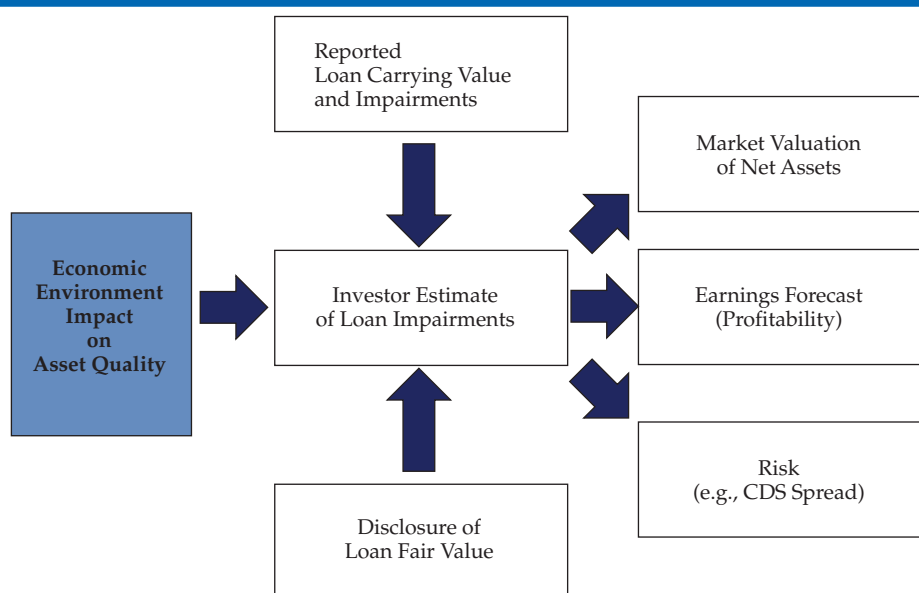 Reported
Loan Carrying Value
and Impairments
Market Valuation
of Net Assets
Economic
Environment
Impact
on
Asset Quality
Investor Estimate
of Loan Impairments
Earnings Forecast
(Profitability)
Risk
(e.g., CDS Spread)
Disclosure of
Loan Fair Value